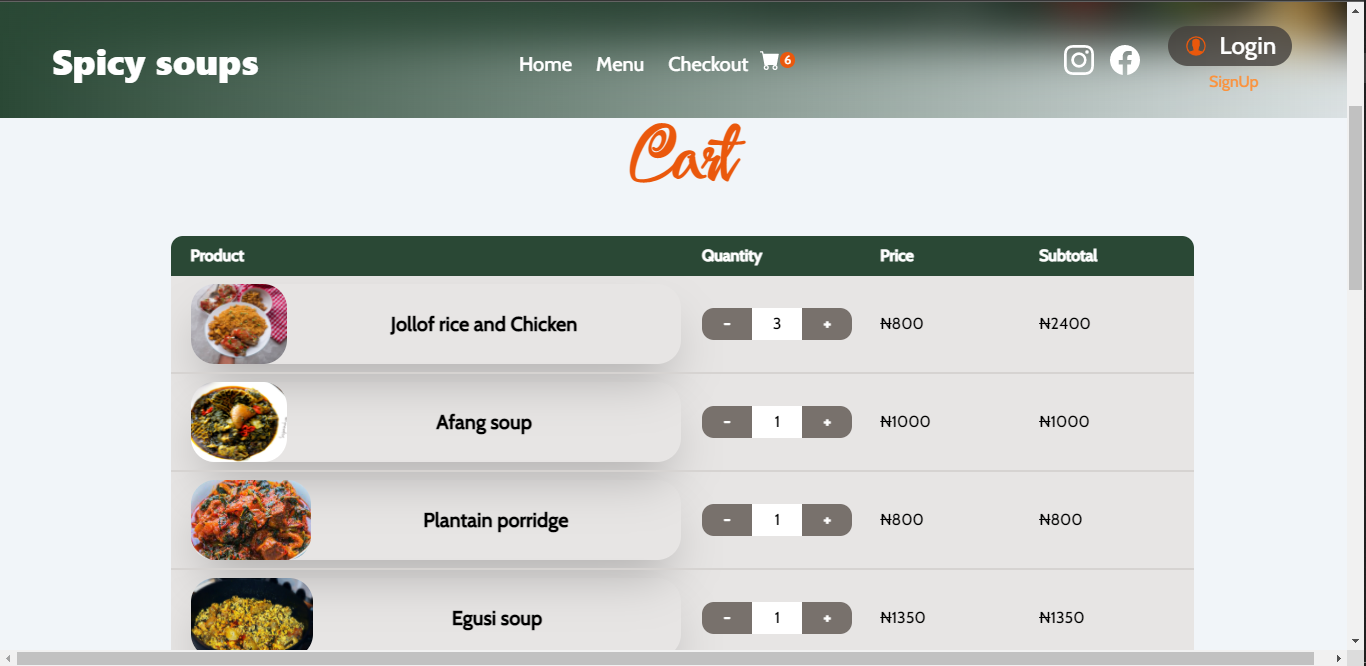 Spicy soups
Home Menu Checkout 6
Login
SignUp
Cart
Product Quantity Price Subtotal
Jollof rice and Chicken - 3 + ₦800 ₦2400
Afang soup - 1 + ₦1000 ₦1000
Plantain porridge - 1 + ₦800 ₦800
Egusi soup - 1 + ₦1350 ₦1350